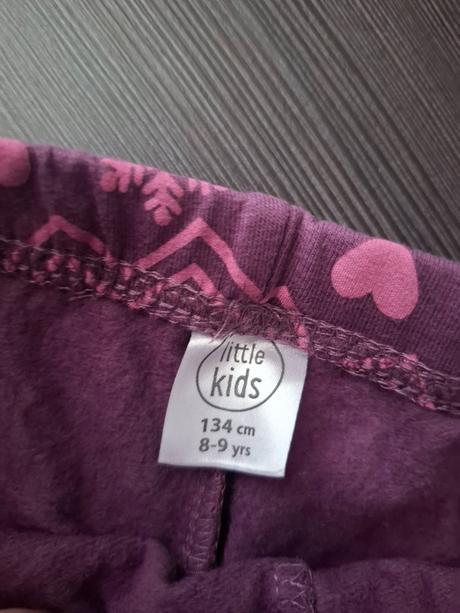 little
kids
134 cm
8-9 yrs